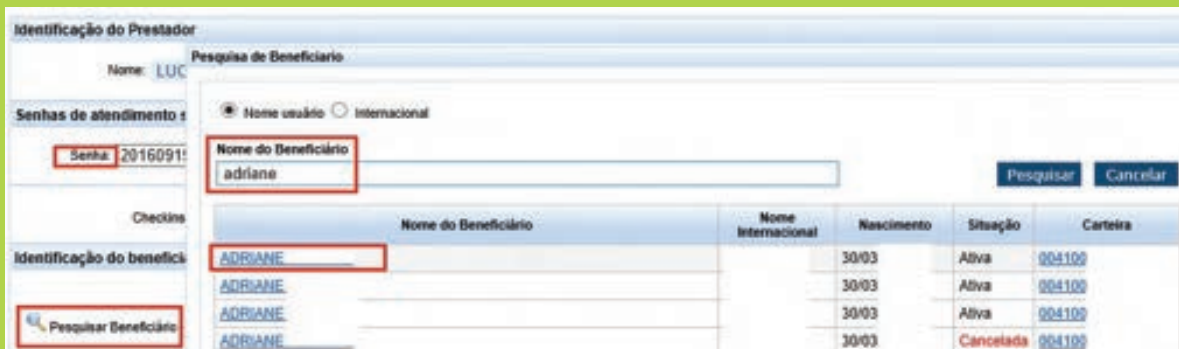 Identificação do Prestador
Nome: LUC
Senhas de atendimento s
Senha: 20160915
Checkins
Identificação do benefici
Pesquisar Beneficiário
Pesquisa de Beneficiario
Nome usuário Internacional
Nome do Beneficiário
adriane
Pesquisar Cancelar
Nome do Beneficiário Nome Internacional Nascimento Situação Carteira
ADRIANE 30/03 Ativa 004100
ADRIANE 30/03 Ativa 004100
ADRIANE 30/03 Ativa 004100
ADRIANE 30/03 Cancelada 004100